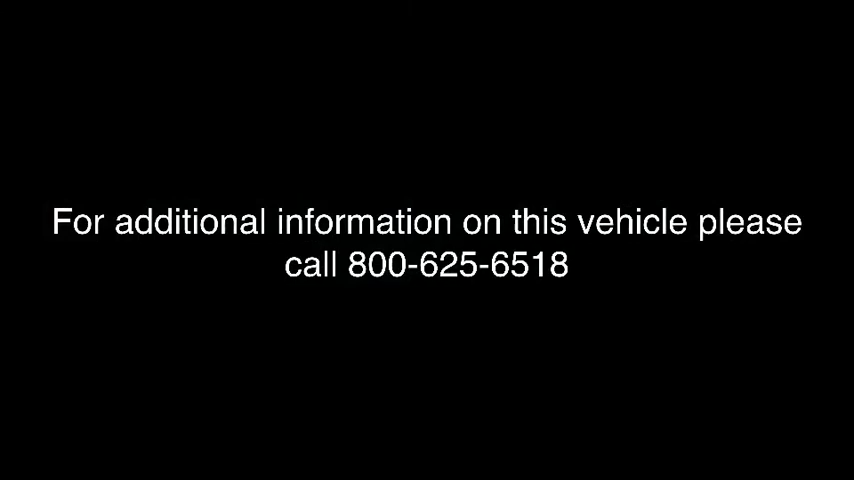 For additional information on this vehicle please
call 800-625-6518